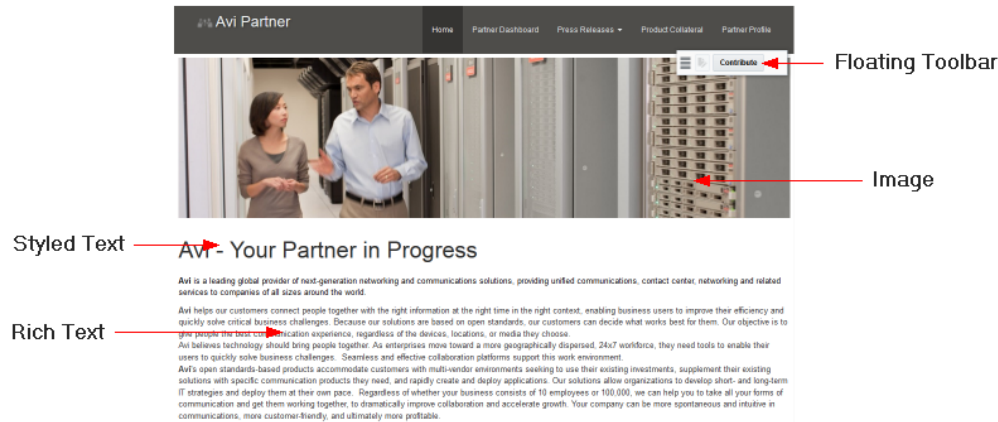 Avi Partner
Home Partner Dashboard Press Releases Product Collateral Partner Profile
Contribute
Floating Toolbar
Image
Styled Text
Avi - Your Partner in Progress
Avi is a leading global provider of next-generation networking and communications solutions, providing unified communications, contact center, networking and related
services to companies of all sizes around the world.
Avi helps our customers connect people together with the right information at the right time in the right context, enabling business users to improve their efficiency and
quickly solve critical business challenges. Because our solutions are based on open standards, our customers can decide what works best for them. Our objective is to
Rich Text
give people the best communication experience, regardless of the devices, locations, or media they choose.
Avi believes technology should bring people together. As enterprises move toward a more geographically dispersed, 24x7 workforce, they need tools to enable their
users to quickly solve business challenges. Seamless and effective collaboration platforms support this work environment.
Avi's open standards-based products accommodate customers with multi-vendor environments seeking to use their existing investments, supplement their existing
solutions with specific communication products they need, and rapidly create and deploy applications. Our solutions allow organizations to develop short- and long-term
IT strategies and deploy them at their own pace. Regardless of whether your business consists of 10 employees or 100,000, we can help you to take all your forms of
communication and get them working together, to dramatically improve collaboration and accelerate growth. Your company can be more spontaneous and intuitive in
communications, more customer-friendly, and ultimately more profitable.